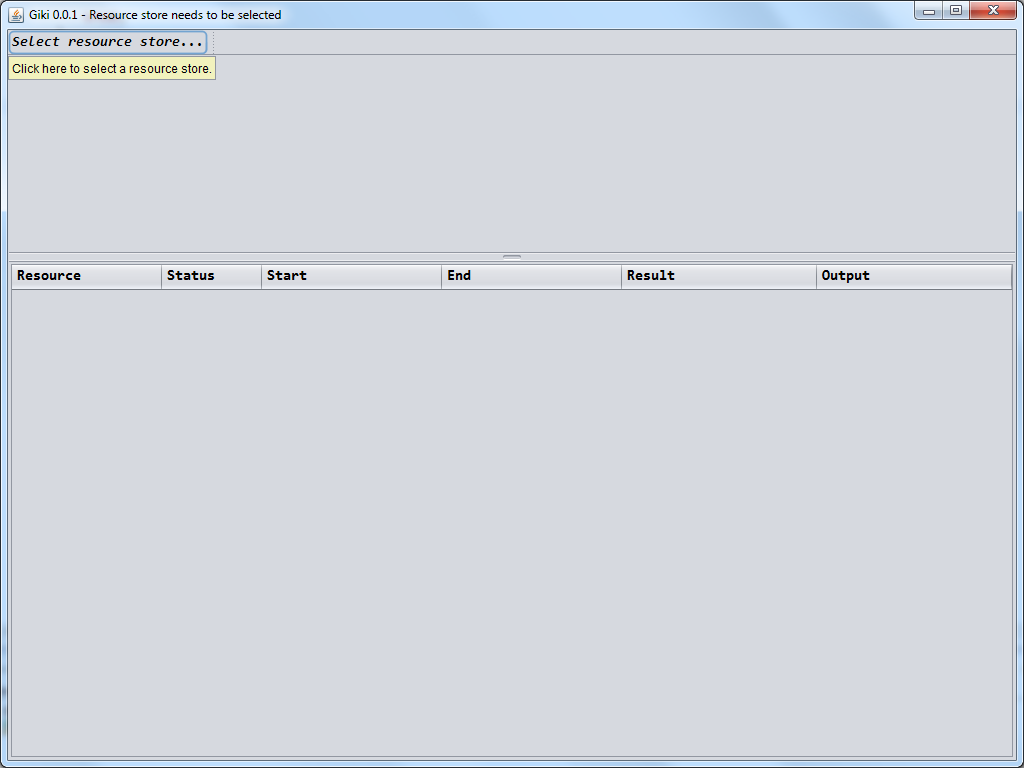 Giki 0.0.1 - Resource store needs to be selected
Select resource store...
Click here to select a resource store.
Resource Status Start End Result Output